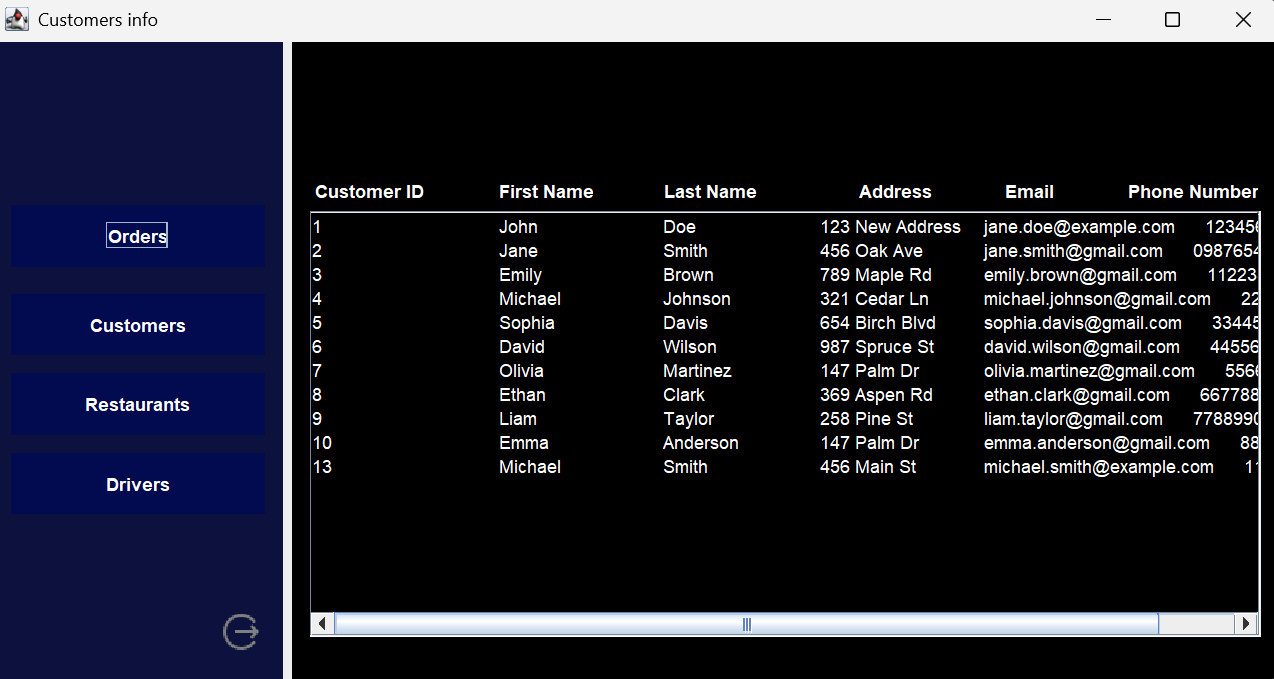 Customers info
Orders
Customers
Restaurants
Drivers
Customer ID First Name Last Name Address Email Phone Number
1 John Doe 123 New Address jane.doe@example.com 12345
2 Jane Smith 456 Oak Ave jane.smith@gmail.com 0987654
3 Emily Brown 789 Maple Rd emily.brown@gmail.com 11223
4 Michael Johnson 321 Cedar Ln michael.johnson@gmail.com 22
5 Sophia Davis 654 Birch Blvd sophia.davis@gmail.com 33445
6 David Wilson 987 Spruce St david.wilson@gmail.com 44556
7 Olivia Martinez 147 Palm Dr olivia.martinez@gmail.com 556
8 Ethan Clark 369 Aspen Rd ethan.clark@gmail.com 667788
9 Liam Taylor 258 Pine St liam.taylor@gmail.com 778899
10 Emma Anderson 147 Palm Dr emma.anderson@gmail.com 88
13 Michael Smith 456 Main St michael.smith@example.com 1